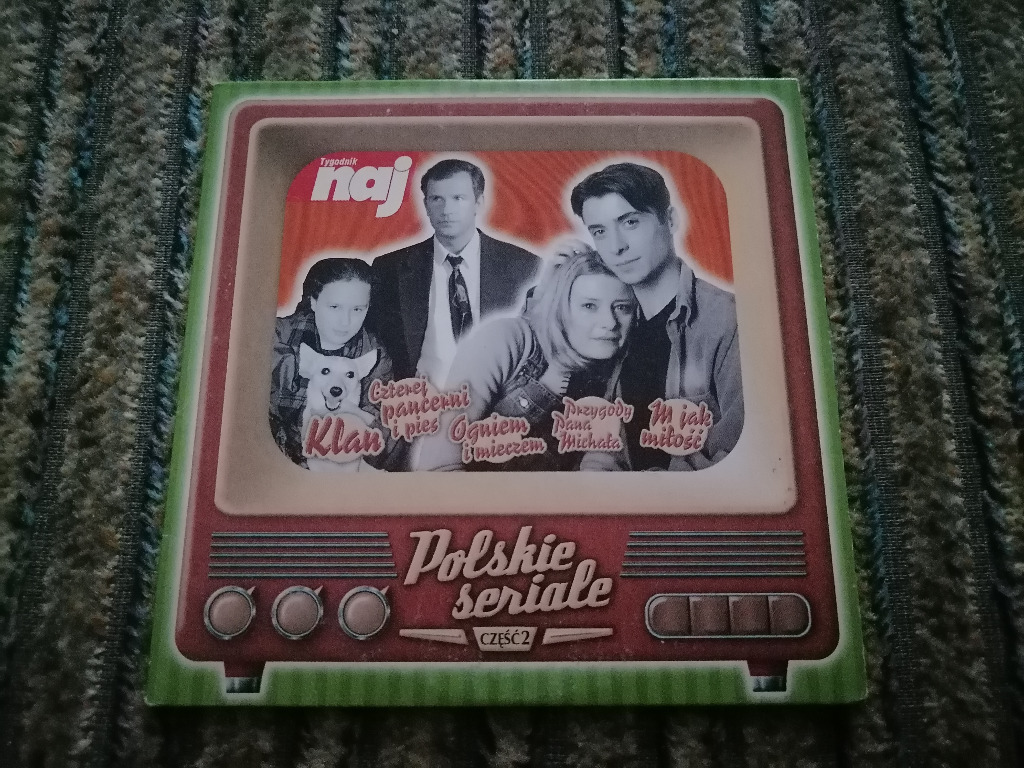 Tygodnik
naj
Klan
Czterej
pancerni
i pies
Ogniem
i mieczem
Przygody
Pana
Michała
M jak
miłość
Polskie
seriale
CZĘŚĆ 2